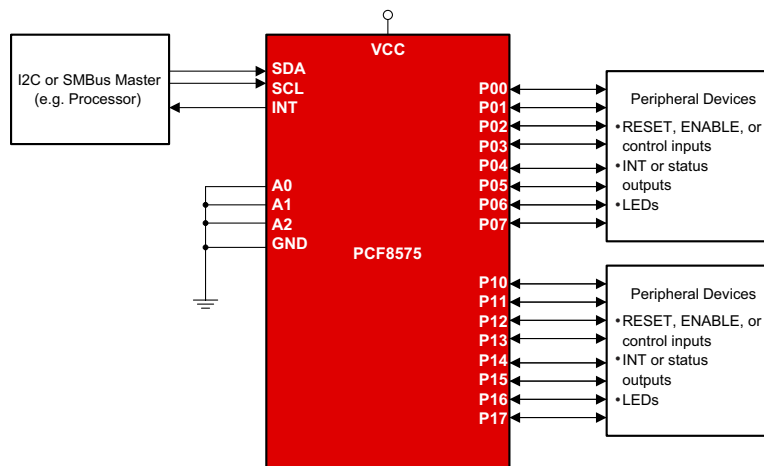 I2C or SMBus Master
(e.g. Processor)
VCC
SDA
SCL
INT
A0
A1
A2
GND
PCF8575
P00
P01
P02
P03
P04
P05
P06
P07
P10
P11
P12
P13
P14
P15
P16
P17
Peripheral Devices
• RESET, ENABLE, or
control inputs
• INT or status
outputs
• LEDs
Peripheral Devices
• RESET, ENABLE, or
control inputs
• INT or status
outputs
• LEDs